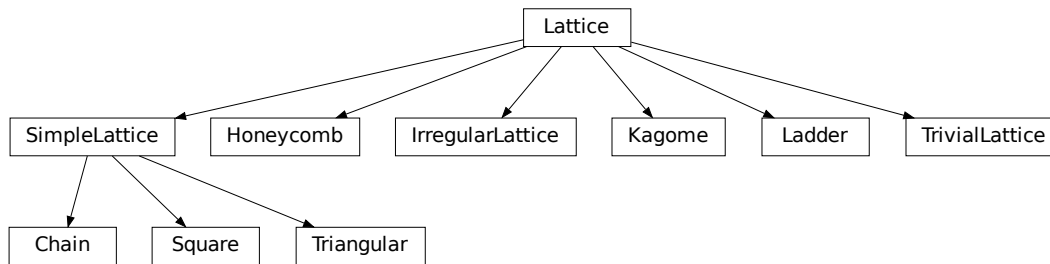 Lattice
SimpleLattice
Honeycomb
IrregularLattice
Kagome
Ladder
TrivialLattice
Chain
Square
Triangular